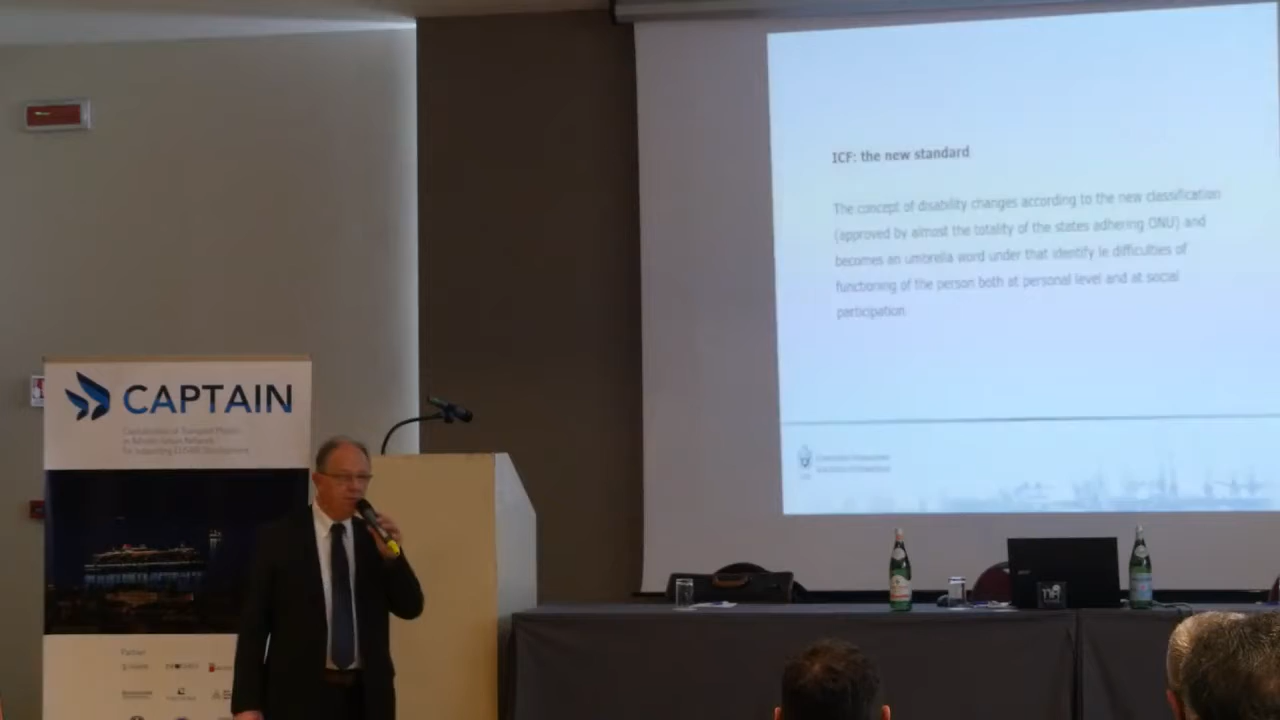 ICF: the new standard
The concept of disability changes according to the new classification
(approved by almost the totality of the states adhering ONU) and
becomes an umbrella word under that identify le difficulties of
functioning of the person both at personal level and at social
participation
CAPTAIN
Partner